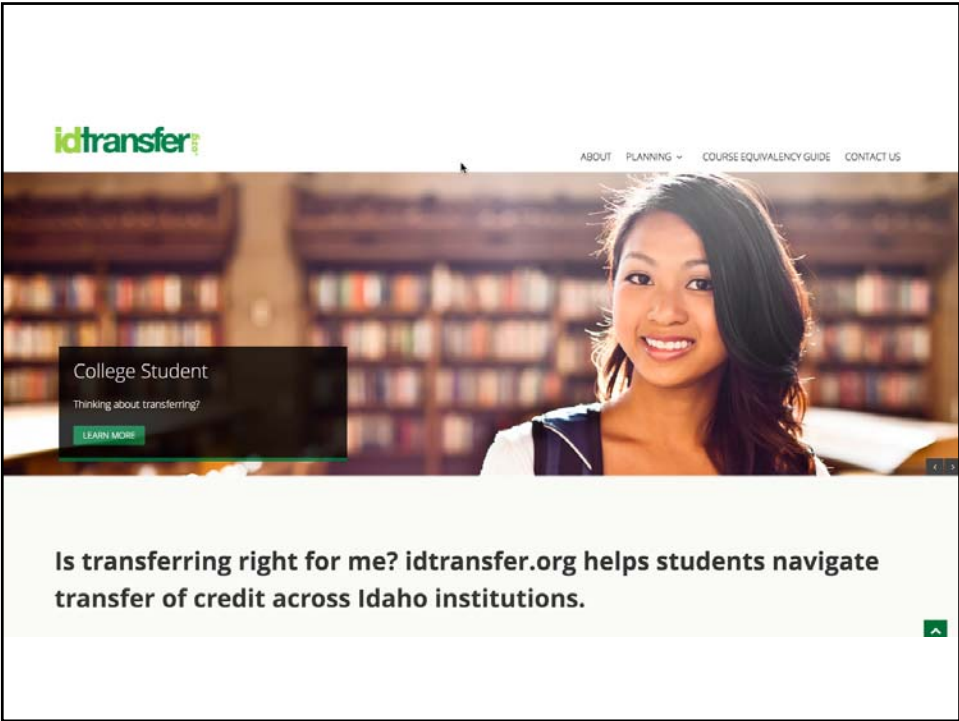 idtransfer.org
ABOUT PLANNING COURSE EQUIVALENCY GUIDE CONTACT US
College Student
Thinking about transferring?
LEARN MORE
Is transferring right for me? idtransfer.org helps students navigate
transfer of credit across Idaho institutions.